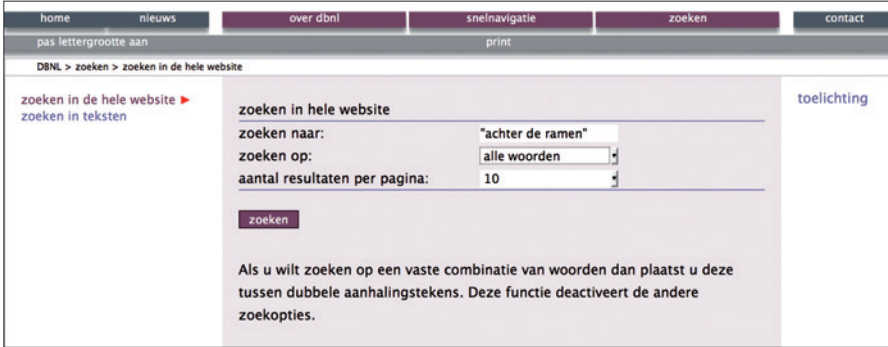 home nieuws over dbnl snelnavigatie zoeken contact
pas lettergrootte aan print
DBNL > zoeken > zoeken in de hele website
zoeken in de hele website
zoeken in teksten
zoeken in hele website
zoeken naar: "achter de ramen"
zoeken op: alle woorden
aantal resultaten per pagina: 10
zoeken
Als u wilt zoeken op een vaste combinatie van woorden dan plaatst u deze
tussen dubbele aanhalingstekens. Deze functie deactiveert de andere
zoekopties.
toelichting